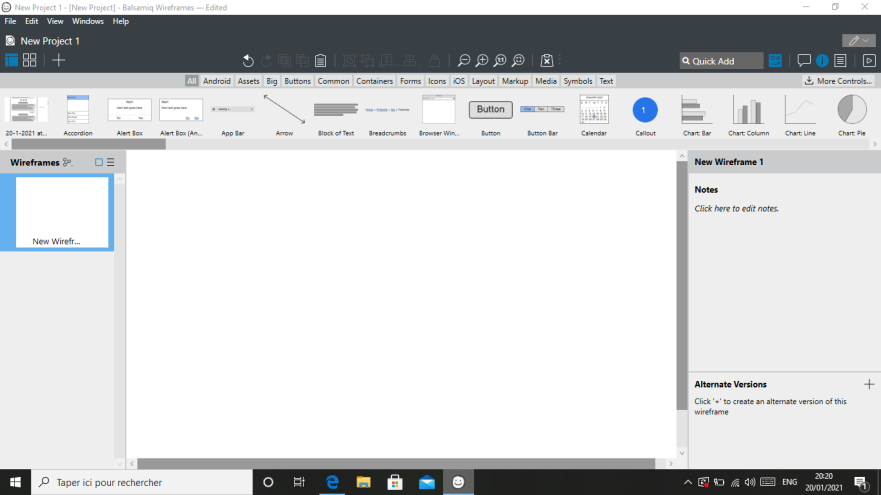 New Project 1 - [New Project] - Balsamiq Wireframes — Edited
File Edit View Windows Help
New Project 1
Quick Add
All Android Assets Big Buttons Common Containers Forms Icons iOS Layout Markup Media Symbols Text
More Controls...
Button
1
20-1-2021 at... Accordion Alert Box Alert Box (An... App Bar Arrow Block of Text Breadcrumbs Browser Win... Button Button Bar Calendar Callout Chart: Bar Chart: Column Chart: Line Chart: Pie
Wireframes
New Wirefr...
New Wireframe 1
Notes
Click here to edit notes.
Alternate Versions
Click '+' to create an alternate version of this
wireframe
Taper ici pour rechercher
ENG
20:20
20/01/2021